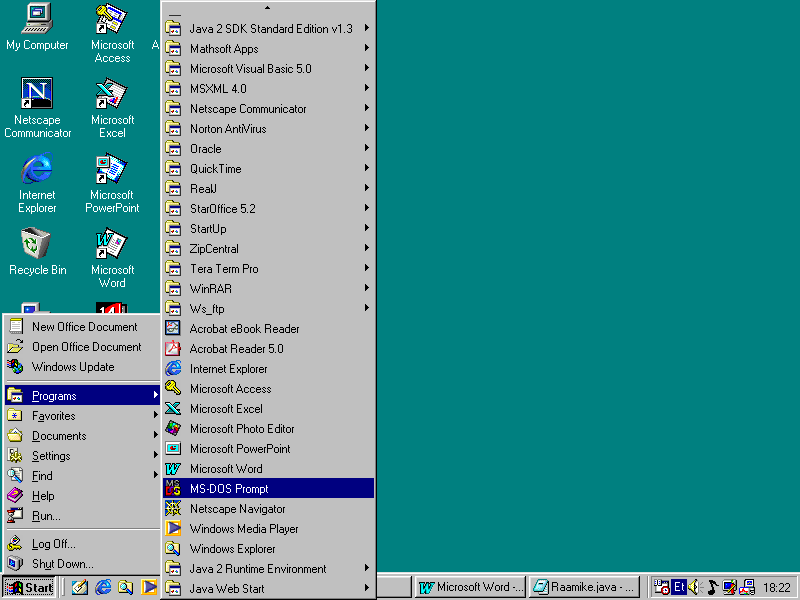 My Computer
Microsoft
Access
A
Netscape
Communicator
Microsoft
Excel
Internet
Explorer
Microsoft
PowerPoint
Recycle Bin
Microsoft
Word
Java 2 SDK Standard Edition v1.3
Mathsoft Apps
Microsoft Visual Basic 5.0
MSXML 4.0
Netscape Communicator
Norton AntiVirus
Oracle
QuickTime
RealJ
StarOffice 5.2
StartUp
ZipCentral
Tera Term Pro
WinRAR
Ws_ftp
Acrobat eBook Reader
Acrobat Reader 5.0
Internet Explorer
Microsoft Access
Microsoft Excel
Microsoft Photo Editor
Microsoft PowerPoint
Microsoft Word
MS-DOS Prompt
Netscape Navigator
Windows Media Player
Windows Explorer
Java 2 Runtime Environment
Java Web Start
New Office Document
Open Office Document
Windows Update
Programs
Favorites
Documents
Settings
Find
Help
Run...
Log Off...
Shut Down...
Start
Microsoft Word -...
Raamike.java - ...
Et
18:22